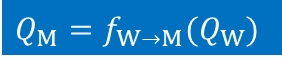 Q_M = f_{W→M}(Q_W)